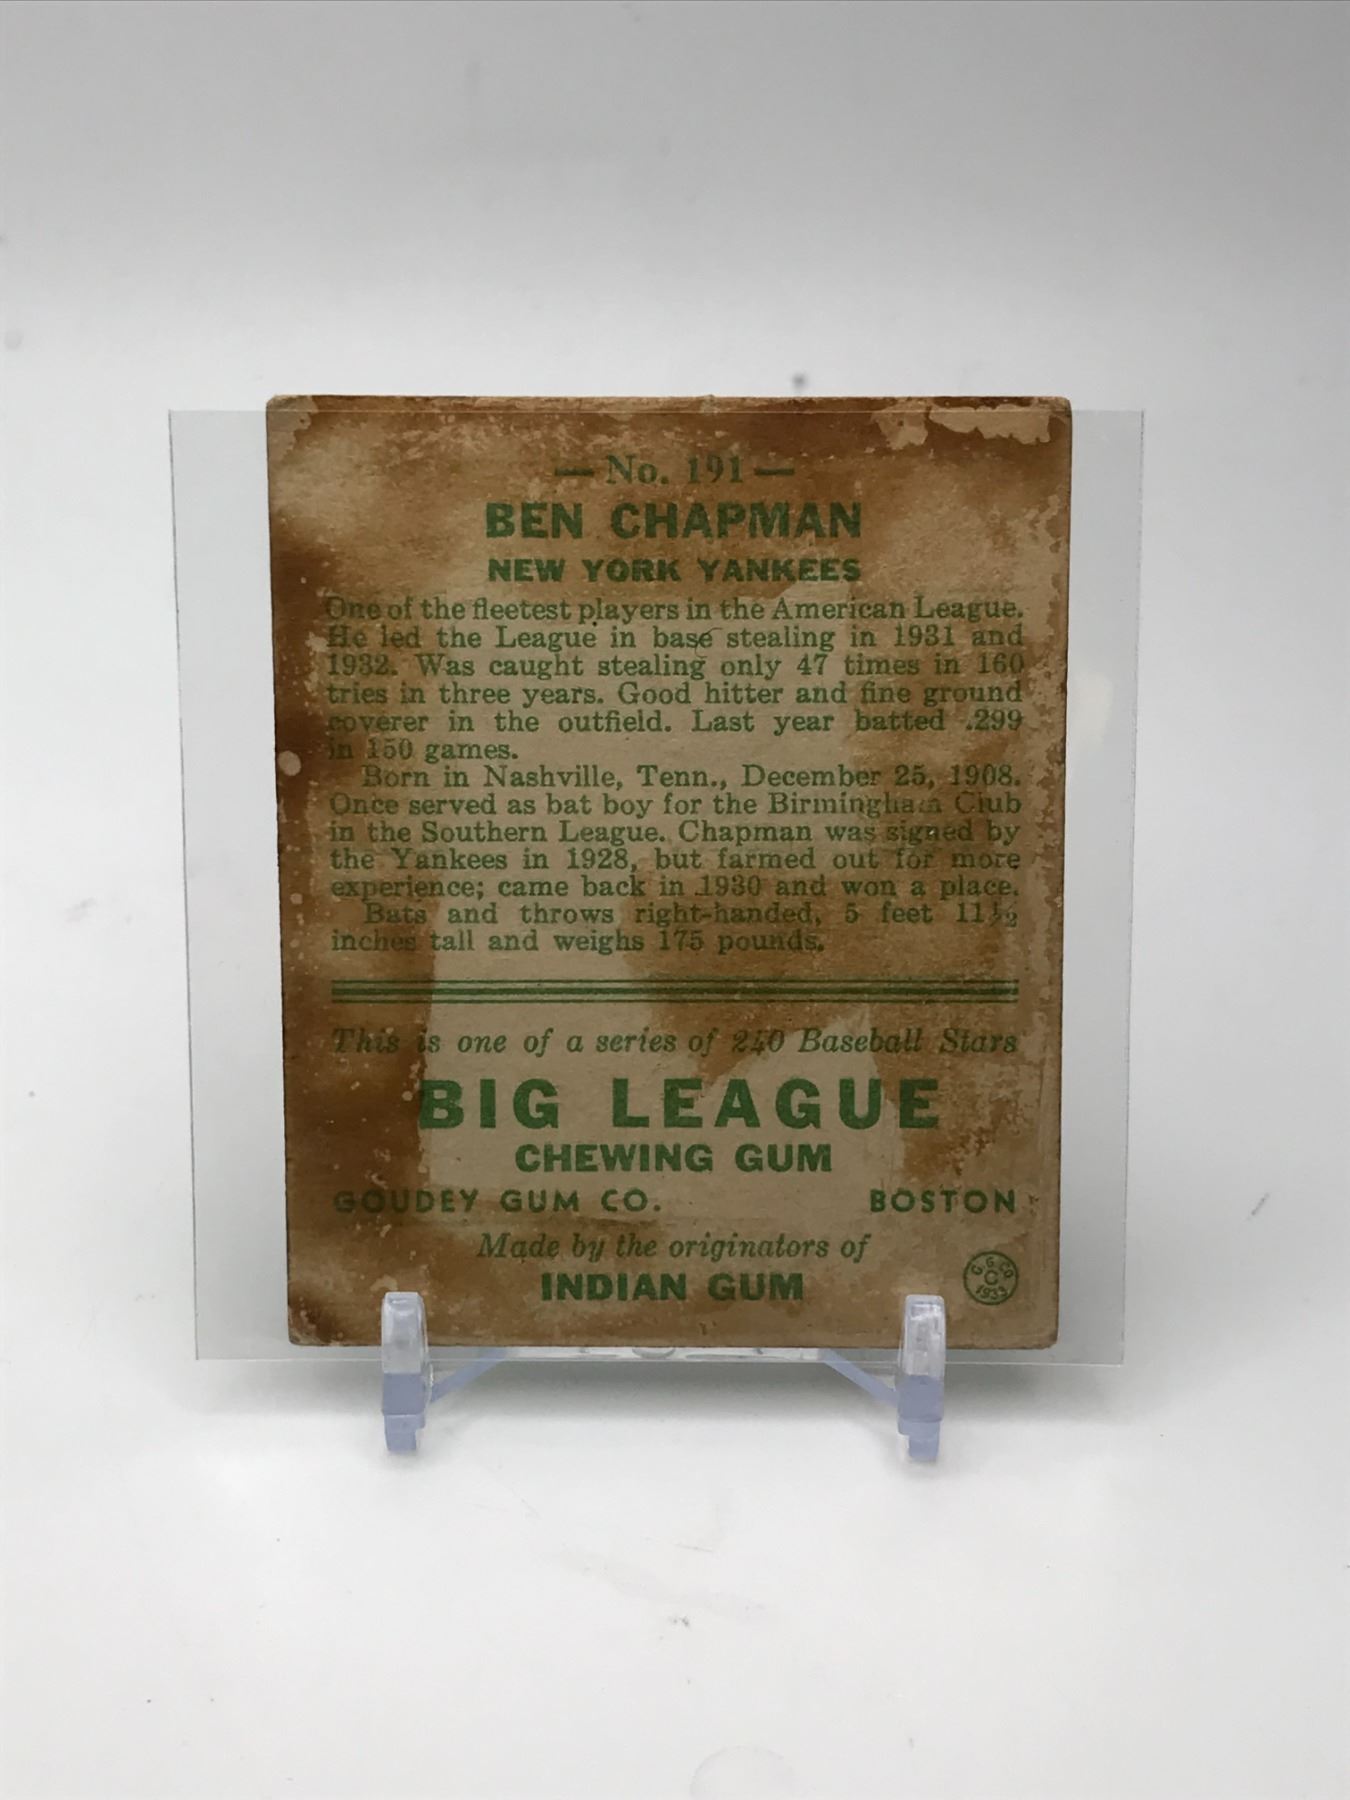 — No. 191 —
BEN CHAPMAN
NEW YORK YANKEES
One of the fleetest players in the American League.
He led the League in base stealing in 1931 and
1932. Was caught stealing only 47 times in 160
tries in three years. Good hitter and fine ground
coverer in the outfield. Last year batted .299
in 150 games.
Born in Nashville, Tenn., December 25, 1908.
Once served as bat boy for the Birmingham Club
in the Southern League. Chapman was signed by
the Yankees in 1928, but farmed out for more
experience; came back in 1930 and won a place.
Bats and throws right-handed, 5 feet 11½
inches tall and weighs 175 pounds.
This is one of a series of 240 Baseball Stars
BIG LEAGUE
CHEWING GUM
GOUDEY GUM CO. BOSTON
Made by the originators of
INDIAN GUM
G. G. CO.
C
1933